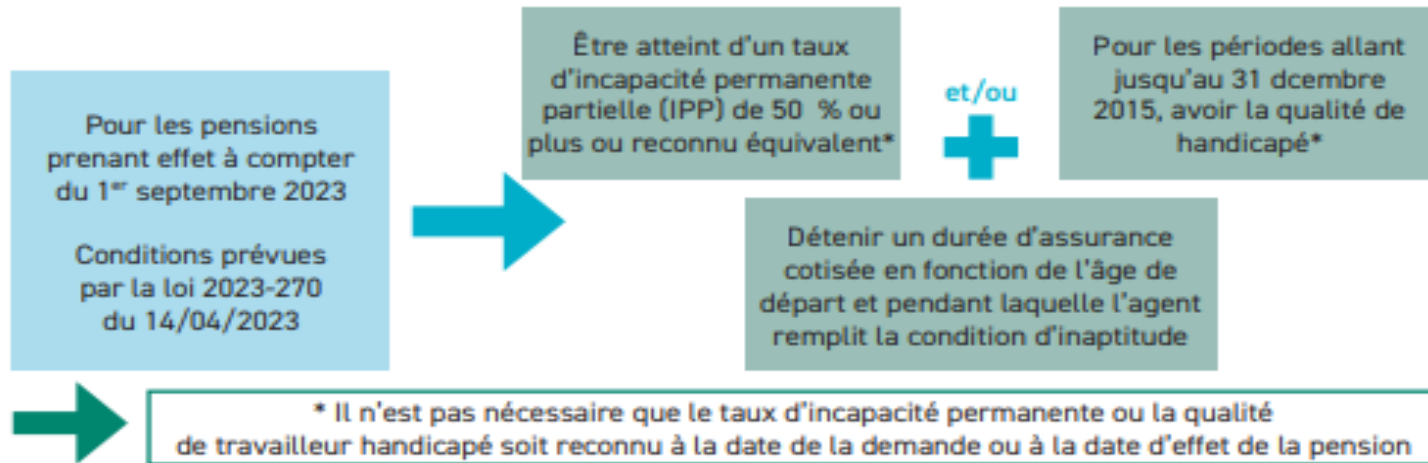 Pour les pensions
prenant effet à compter
du 1er septembre 2023
Conditions prévues
par la loi 2023-270
du 14/04/2023
Être atteint d'un taux
d'incapacité permanente
partielle (IPP) de 50 % ou
plus ou reconnu équivalent*
et/ou
Pour les périodes allant
jusqu'au 31 dcembre
2015, avoir la qualité de
handicapé*
Détenir un durée d'assurance
cotisée en fonction de l'âge de
départ et pendant laquelle l'agent
remplit la condition d'inaptitude
* Il n'est pas nécessaire que le taux d'incapacité permanente ou la qualité
de travailleur handicapé soit reconnu à la date de la demande ou à la date d'effet de la pension